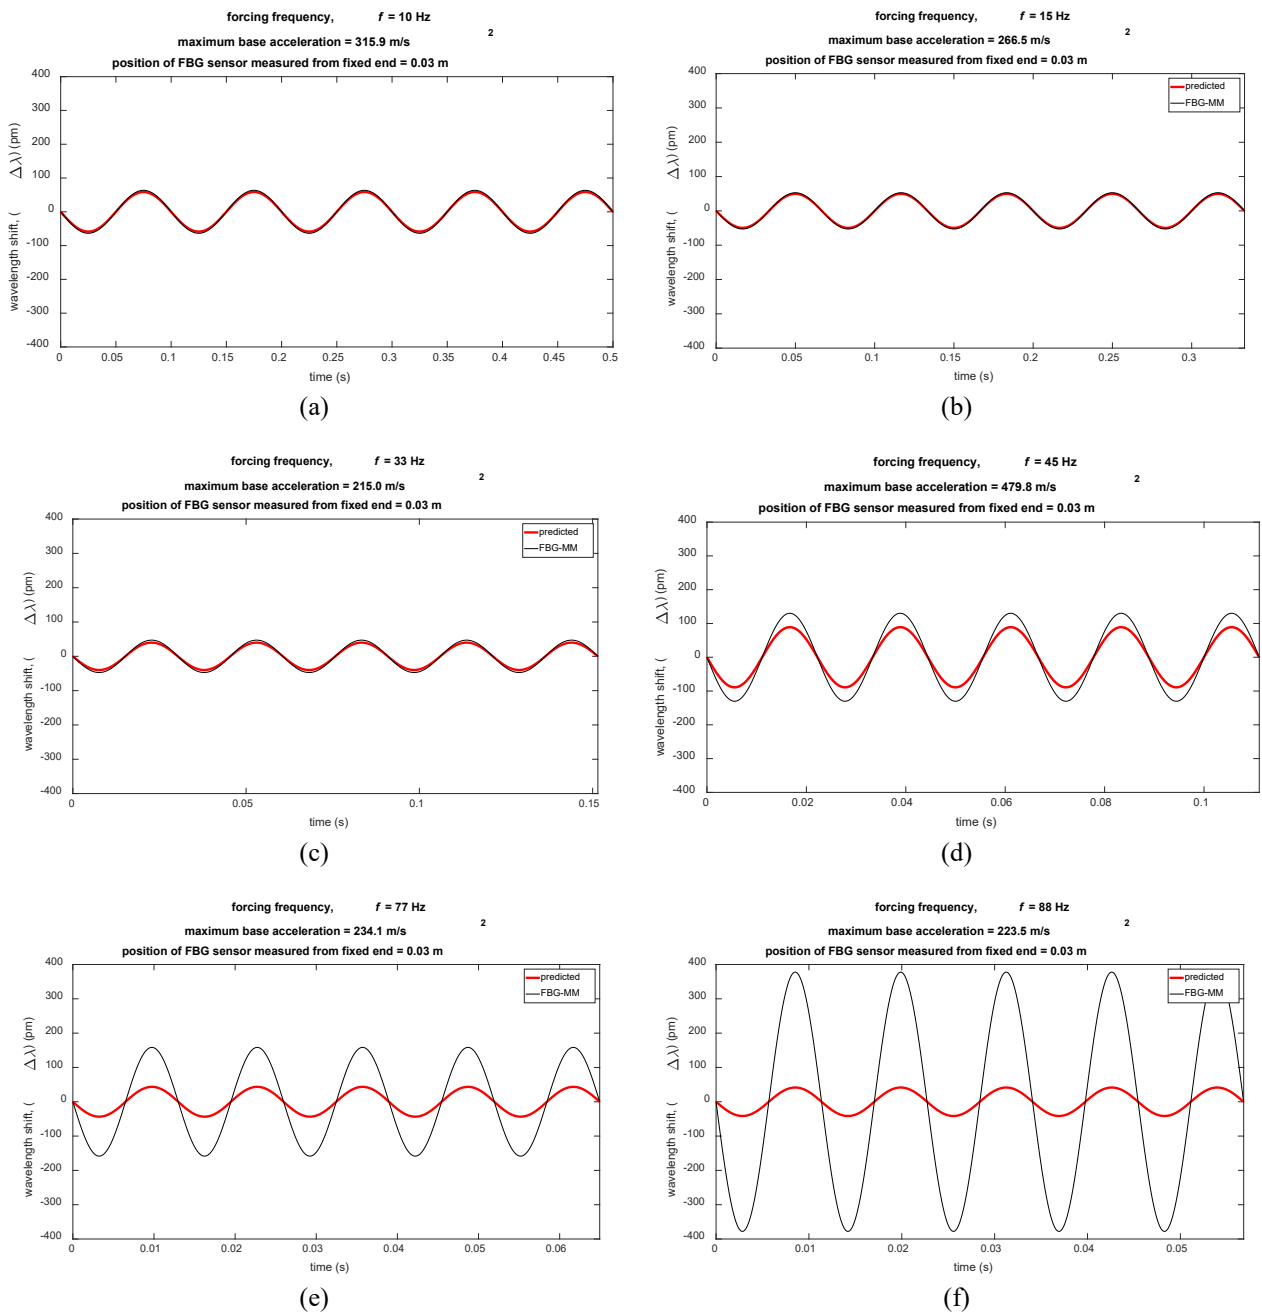 forcing frequency, f = 10 Hz
maximum base acceleration = 315.9 m/s 2
position of FBG sensor measured from fixed end = 0.03 m
400
300
200
100
0
-100
-200
-300
-400
wavelength shift, ( Δλ) (pm)
0 0.05 0.1 0.15 0.2 0.25 0.3 0.35 0.4 0.45 0.5
time (s)
(a)
forcing frequency, f = 15 Hz
maximum base acceleration = 266.5 m/s 2
position of FBG sensor measured from fixed end = 0.03 m
predicted
FBG-MM
400
300
200
100
0
-100
-200
-300
-400
wavelength shift, ( Δλ) (pm)
0 0.05 0.1 0.15 0.2 0.25 0.3
time (s)
(b)
forcing frequency, f = 33 Hz
maximum base acceleration = 215.0 m/s 2
position of FBG sensor measured from fixed end = 0.03 m
predicted
FBG-MM
400
300
200
100
0
-100
-200
-300
-400
wavelength shift, ( Δλ) (pm)
0 0.05 0.1 0.15
time (s)
(c)
forcing frequency, f = 45 Hz
maximum base acceleration = 479.8 m/s 2
position of FBG sensor measured from fixed end = 0.03 m
400
300
200
100
0
-100
-200
-300
-400
wavelength shift, ( Δλ) (pm)
0 0.02 0.04 0.06 0.08 0.1
time (s)
(d)
forcing frequency, f = 77 Hz
maximum base acceleration = 234.1 m/s 2
position of FBG sensor measured from fixed end = 0.03 m
predicted
FBG-MM
400
300
200
100
0
-100
-200
-300
-400
wavelength shift, ( Δλ) (pm)
0 0.01 0.02 0.03 0.04 0.05 0.06
time (s)
(e)
forcing frequency, f = 88 Hz
maximum base acceleration = 223.5 m/s 2
position of FBG sensor measured from fixed end = 0.03 m
predicted
FBG-MM
400
300
200
100
0
-100
-200
-300
-400
wavelength shift, ( Δλ) (pm)
0 0.01 0.02 0.03 0.04 0.05
time (s)
(f)